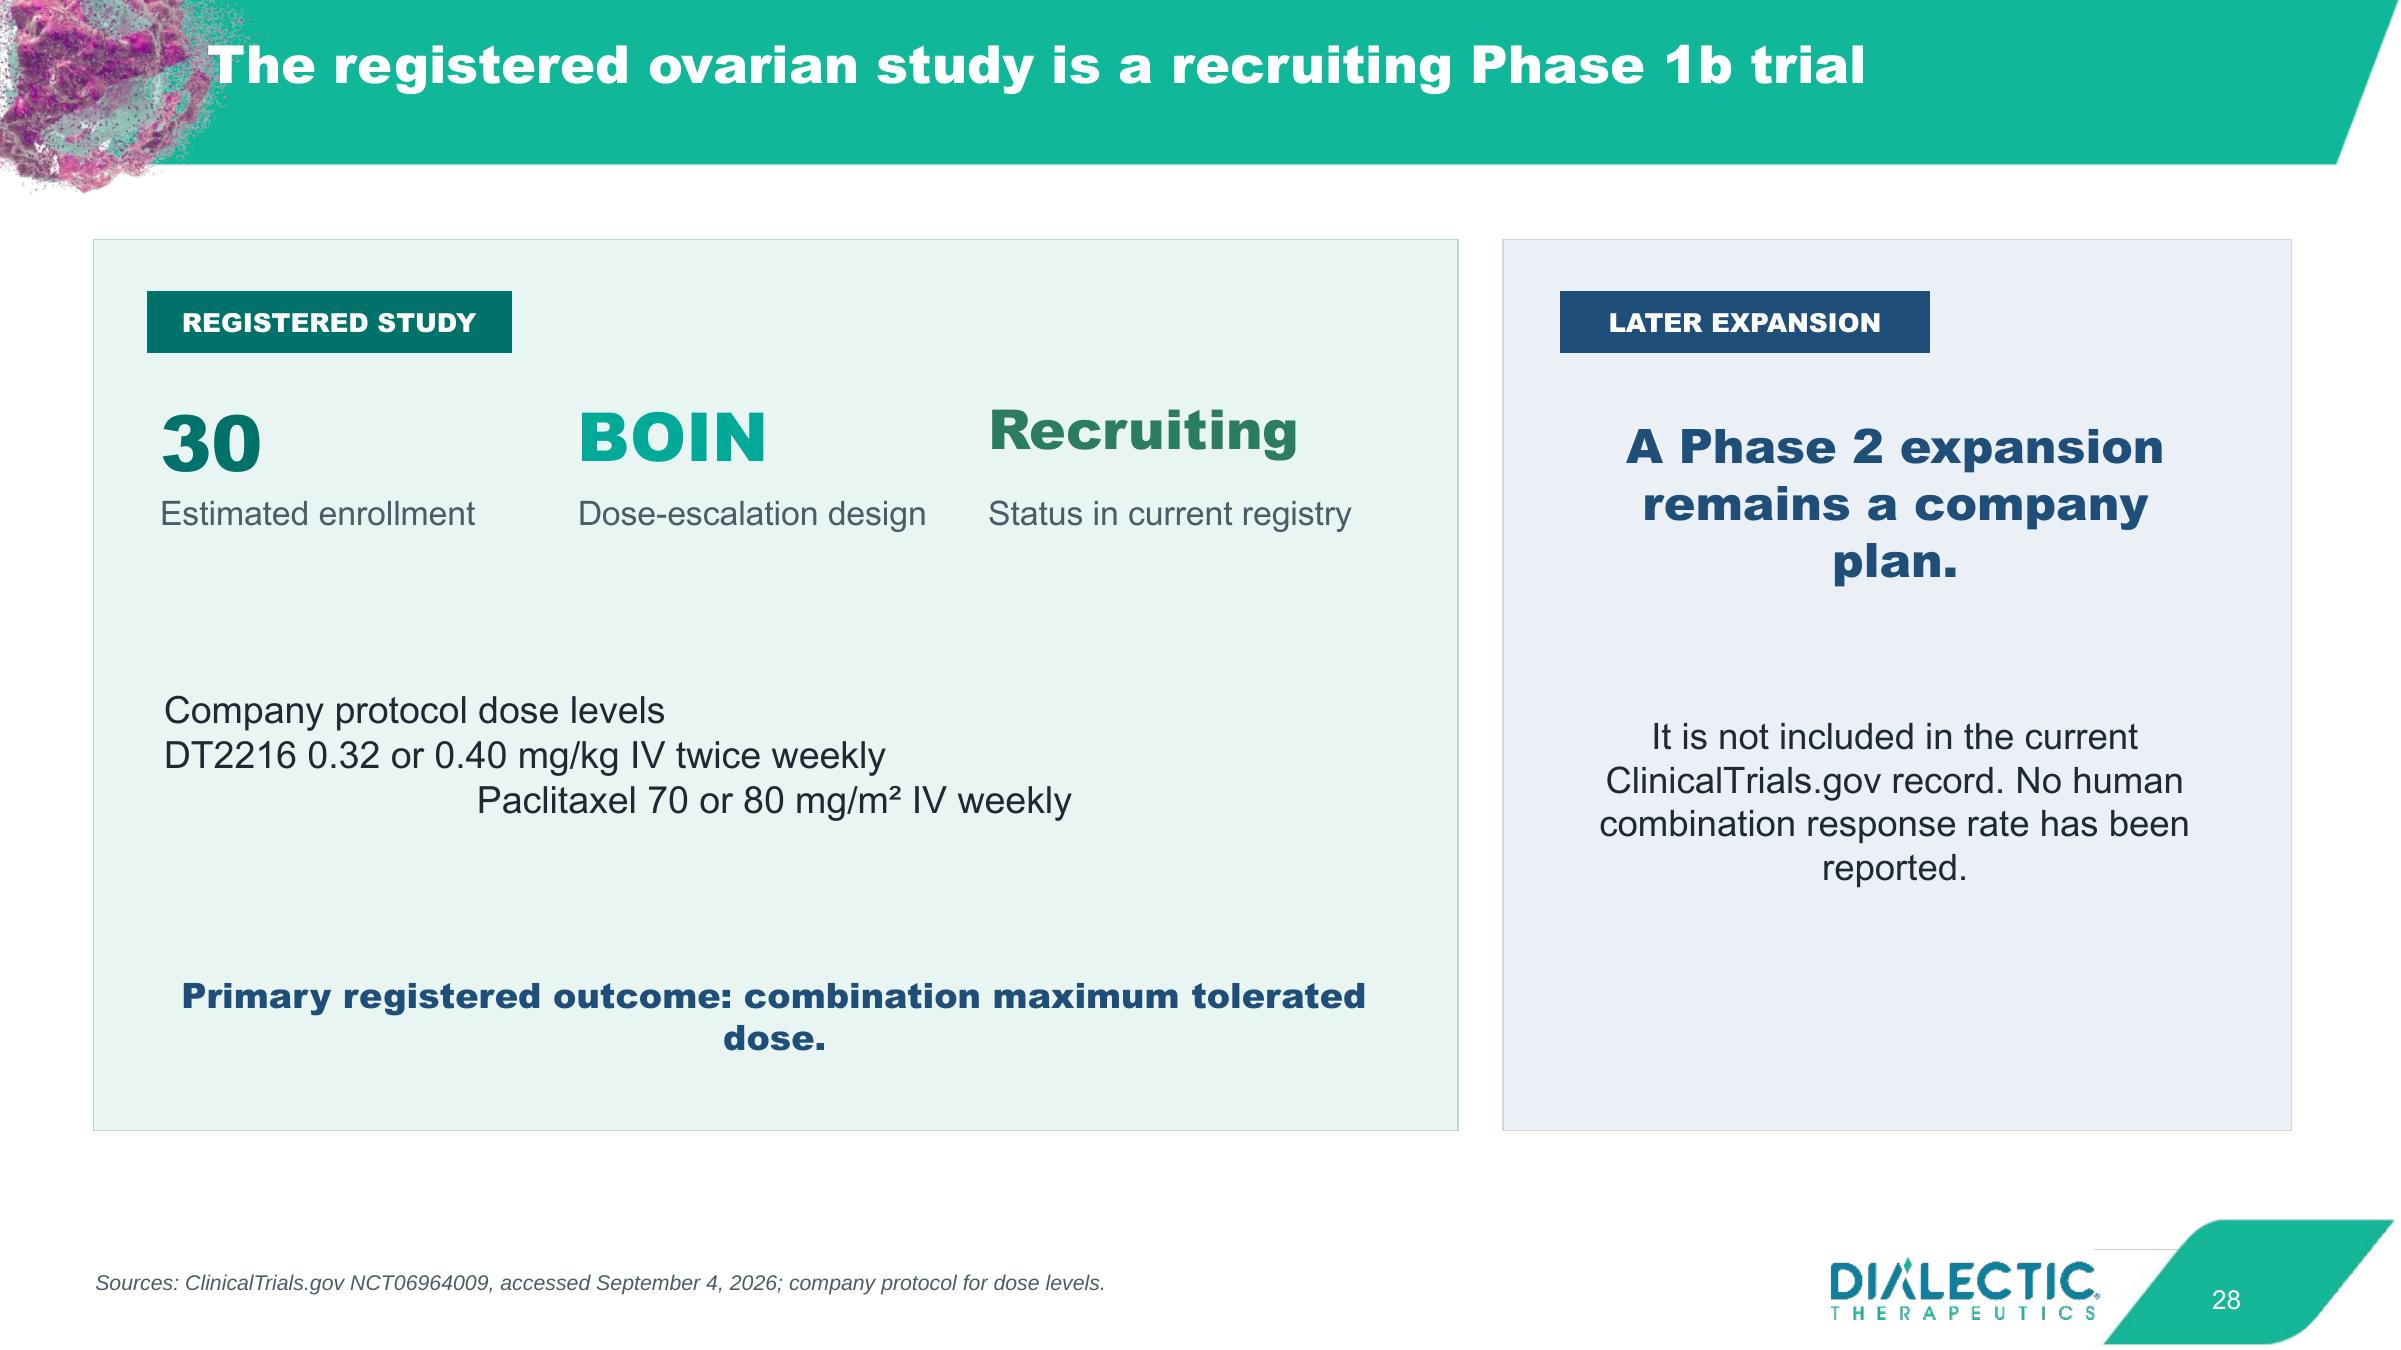 The registered ovarian study is a recruiting Phase 1b trial
REGISTERED STUDY
30
Estimated enrollment
BOIN
Dose-escalation design
Recruiting
Status in current registry
Company protocol dose levels
DT2216 0.32 or 0.40 mg/kg IV twice weekly
Paclitaxel 70 or 80 mg/m² IV weekly
Primary registered outcome: combination maximum tolerated
dose.
LATER EXPANSION
A Phase 2 expansion
remains a company
plan.
It is not included in the current
ClinicalTrials.gov record. No human
combination response rate has been
reported.
Sources: ClinicalTrials.gov NCT06964009, accessed September 4, 2026; company protocol for dose levels.
DIALECTIC®
THERAPEUTICS
28